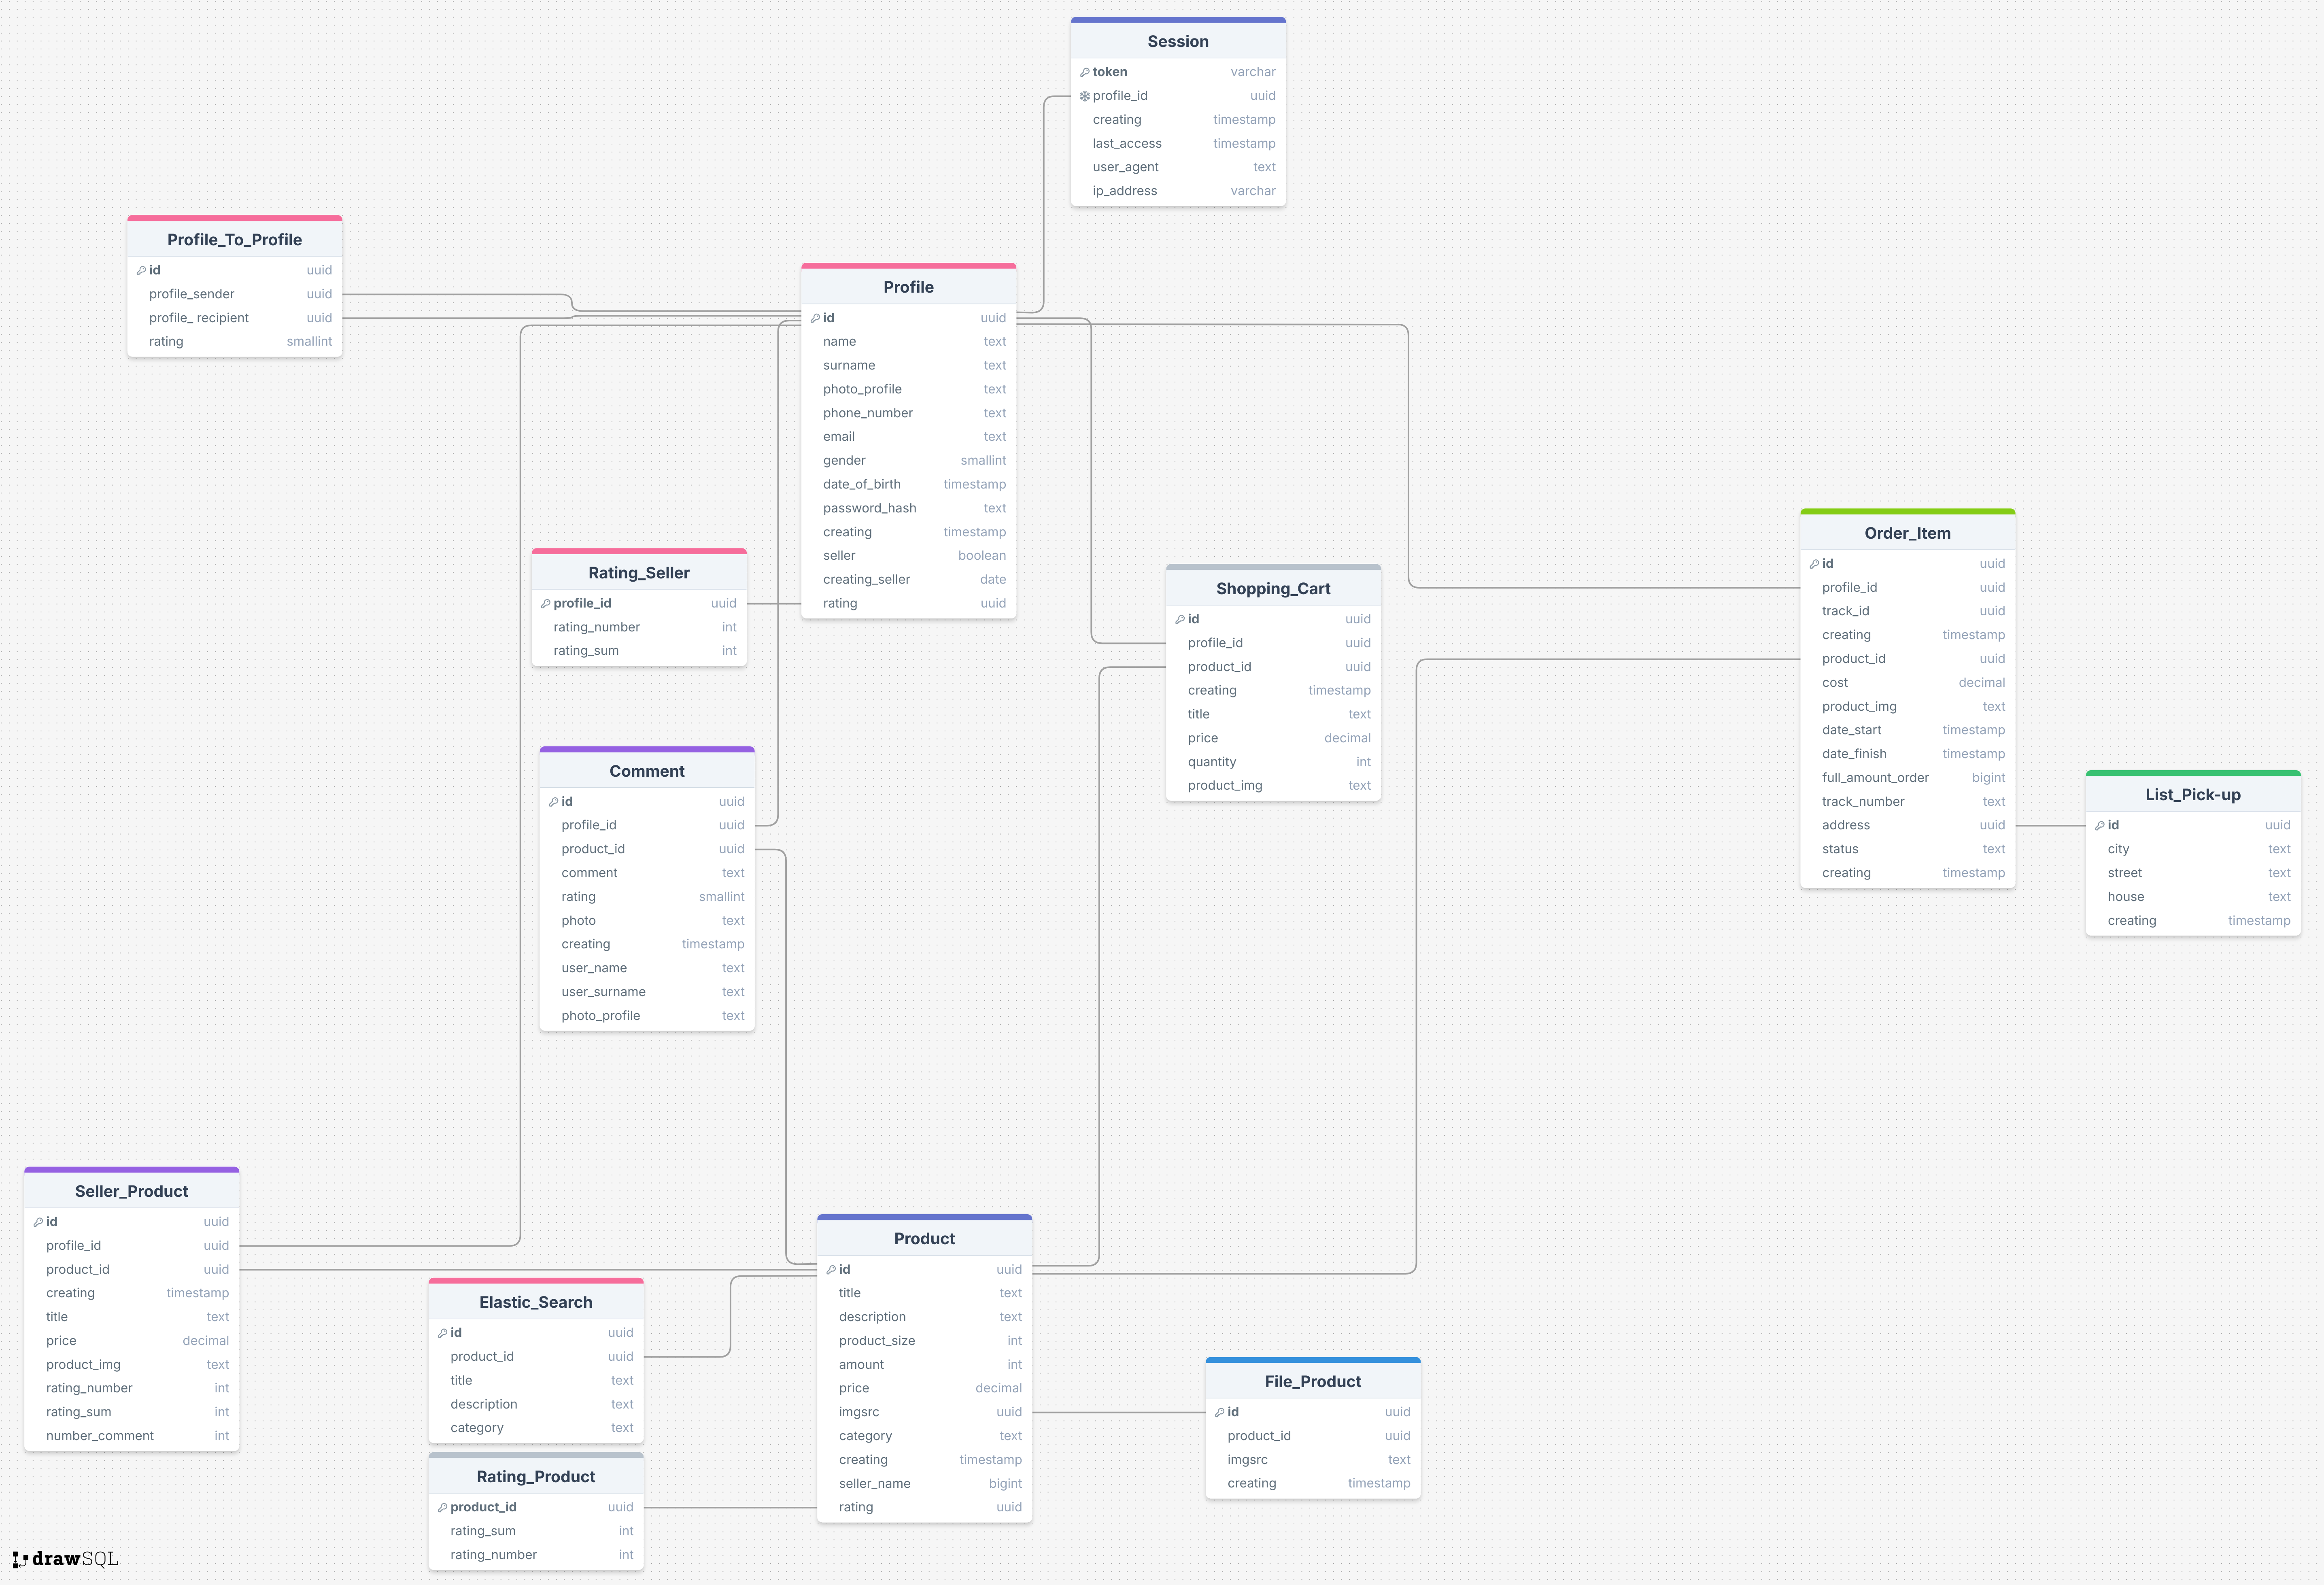 Session
token varchar
profile_id uuid
creating timestamp
last_access timestamp
user_agent text
ip_address varchar
Profile_To_Profile
id uuid
profile_sender uuid
profile_ recipient uuid
rating smallint
Profile
id uuid
name text
surname text
photo_profile text
phone_number text
email text
gender smallint
date_of_birth timestamp
password_hash text
creating timestamp
seller boolean
creating_seller date
rating uuid
Rating_Seller
profile_id uuid
rating_number int
rating_sum int
Shopping_Cart
id uuid
profile_id uuid
product_id uuid
creating timestamp
title text
price decimal
quantity int
product_img text
Order_Item
id uuid
profile_id uuid
track_id uuid
creating timestamp
product_id uuid
cost decimal
product_img text
date_start timestamp
date_finish timestamp
full_amount_order bigint
track_number text
address uuid
status text
creating timestamp
List_Pick-up
id uuid
city text
street text
house text
creating timestamp
Comment
id uuid
profile_id uuid
product_id uuid
comment text
rating smallint
photo text
creating timestamp
user_name text
user_surname text
photo_profile text
Seller_Product
id uuid
profile_id uuid
product_id uuid
creating timestamp
title text
price decimal
product_img text
rating_number int
rating_sum int
number_comment int
Elastic_Search
id uuid
product_id uuid
title text
description text
category text
Rating_Product
product_id uuid
rating_sum int
rating_number int
Product
id uuid
title text
description text
product_size int
amount int
price decimal
imgsrc uuid
category text
creating timestamp
seller_name bigint
rating uuid
File_Product
id uuid
product_id uuid
imgsrc text
creating timestamp
drawSQL